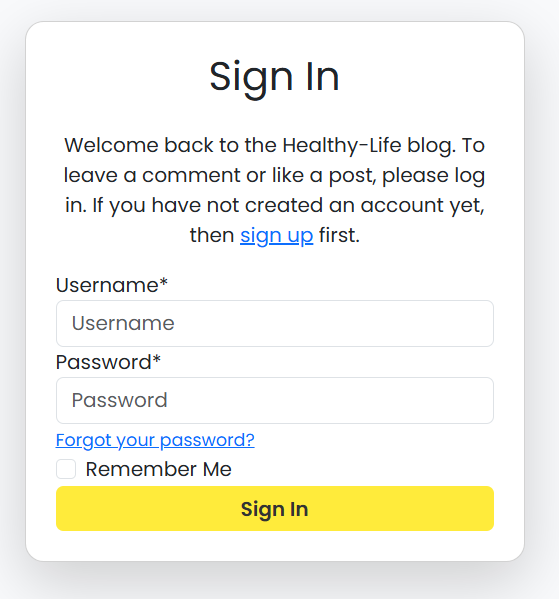 Sign In
Welcome back to the Healthy-Life blog. To
leave a comment or like a post, please log
in. If you have not created an account yet,
then sign up first.
Username*
Username
Password*
Password
Forgot your password?
Remember Me
Sign In